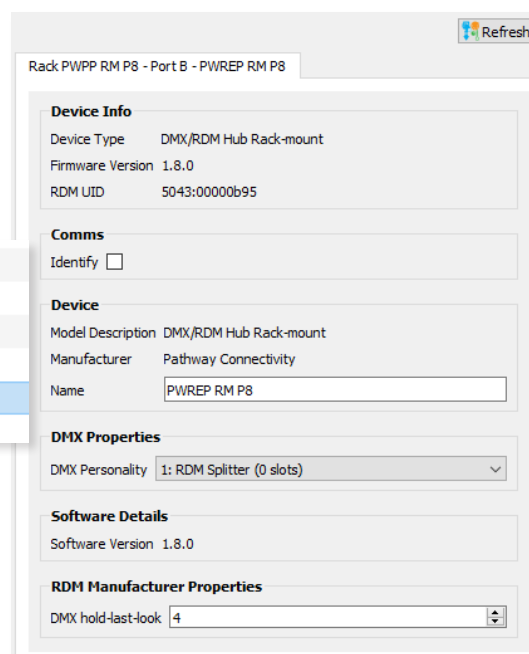 Refresh
Rack PWPP RM P8 - Port B - PWREP RM P8
Device Info
Device Type DMX/RDM Hub Rack-mount
Firmware Version 1.8.0
RDM UID 5043:00000b95
Comms
Identify
Device
Model Description DMX/RDM Hub Rack-mount
Manufacturer Pathway Connectivity
Name PWREP RM P8
DMX Properties
DMX Personality 1: RDM Splitter (0 slots)
Software Details
Software Version 1.8.0
RDM Manufacturer Properties
DMX hold-last-look 4